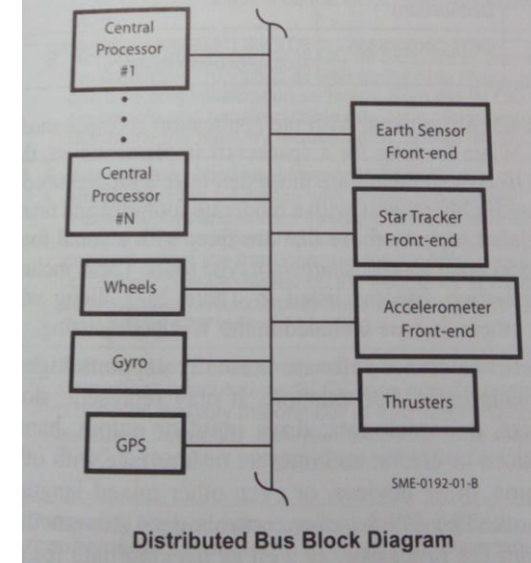 Central
Processor
#1
Central
Processor
#N
Wheels
Gyro
GPS
Earth Sensor
Front-end
Star Tracker
Front-end
Accelerometer
Front-end
Thrusters
SME-0192-01-B
Distributed Bus Block Diagram